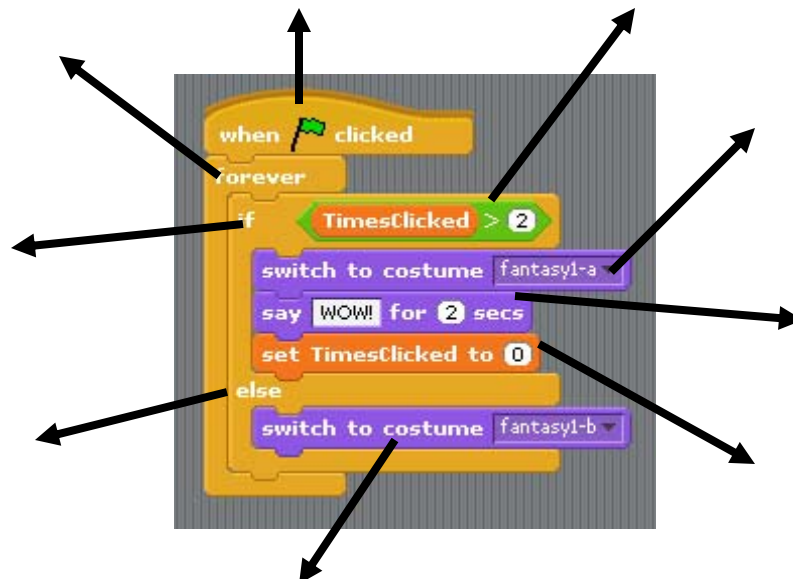 when clicked
forever
if TimesClicked > 2
switch to costume fantasy1-a
say WOW! for 2 secs
set TimesClicked to 0
else
switch to costume fantasy1-b